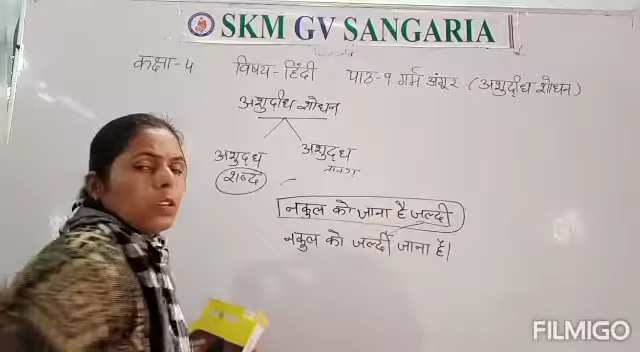 SKM GV SANGARIA
कक्षा-५ विषय-हिंदी पाठ-१ गर्म अंगूर (अशुद्धि शोधन)
अशुद्धि शोधन
अशुद्ध अशुद्ध
शब्द वाक्य
नकुल को जाना है जल्दी
नकुल को जल्दी जाना है।
FILMIGO